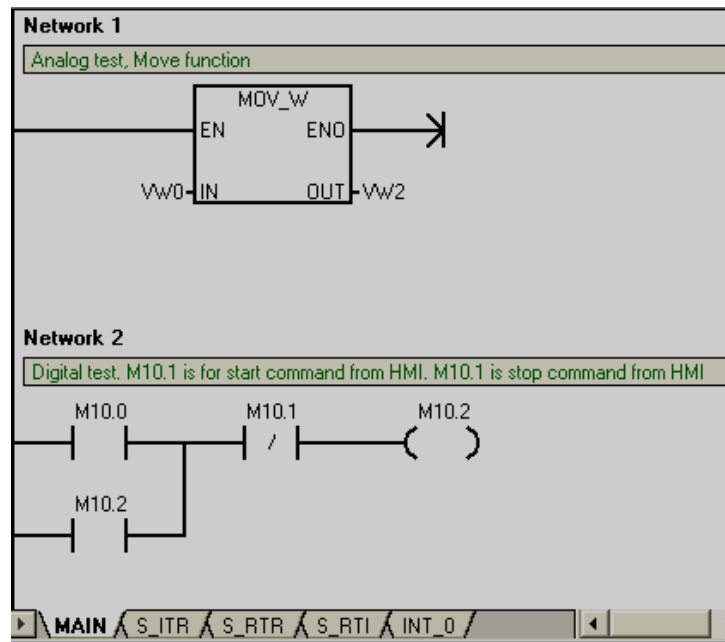 Network 1
Analog test, Move function
MOV_W
EN ENO
VW0 IN OUT VW2
Network 2
Digital test. M10.1 is for start command from HMI. M10.1 is stop command from HMI
M10.0 M10.1 M10.2
/
M10.2
MAIN S_ITR S_RTR S_RTI INT_0